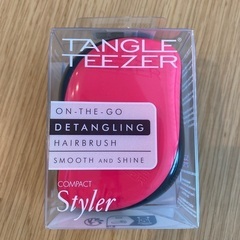 TANGLE
TEEZER
ON-THE-GO
DETANGLING
HAIRBRUSH
SMOOTH AND SHINE
COMPACT
Styler